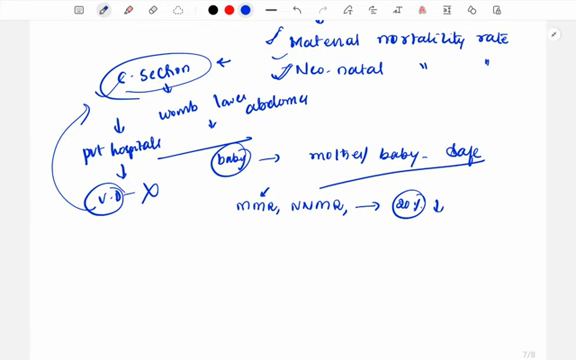 Material mortality rate
Neo-natal " "
C-section ←
womb lower abdomen
pvt hospitals
baby → mother/ baby - safe
V.D - X
MMR, NNMR, → 20% ↓
7/8